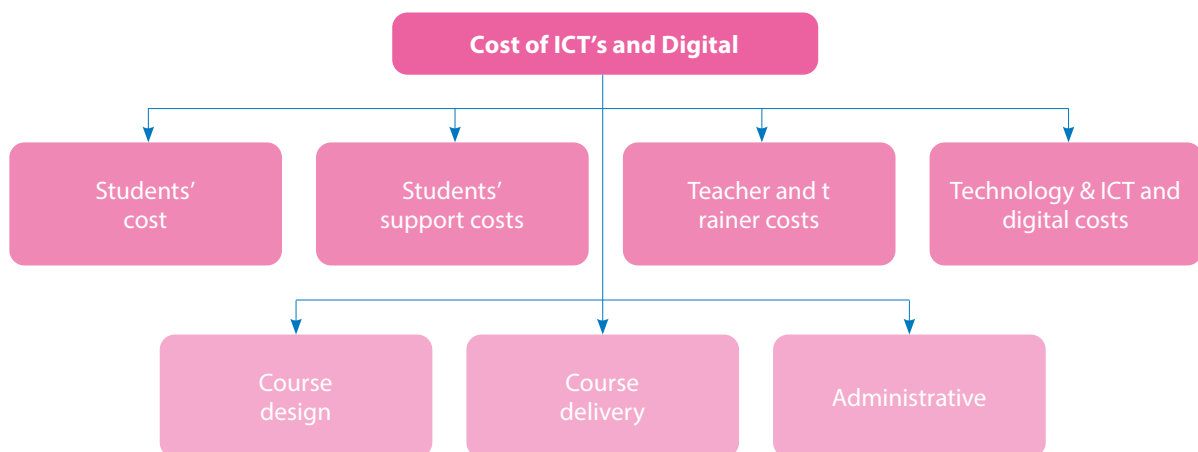 Cost of ICT’s and Digital
Students’
cost
Students’
support costs
Teacher and t
rainer costs
Technology & ICT and
digital costs
Course
design
Course
delivery
Administrative